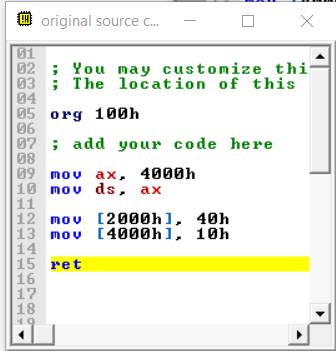 original source c...
01
02 ; You may customize thi
03 ; The location of this
04
05 org 100h
06
07 ; add your code here
08
09 mov ax, 4000h
10 mov ds, ax
11
12 mov [2000h], 40h
13 mov [4000h], 10h
14
15 ret
16
17
18
19